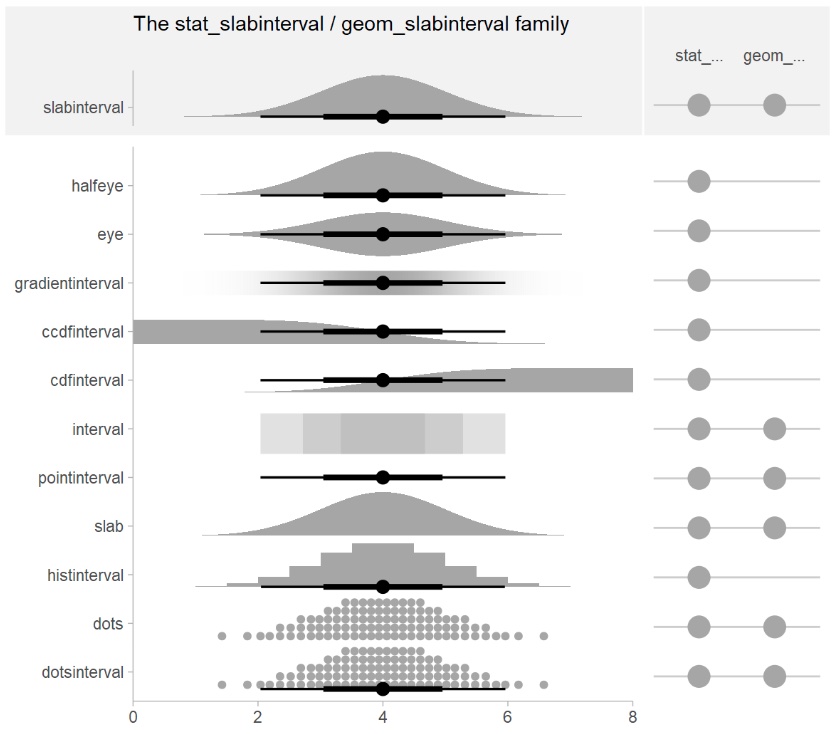 The stat_slabinterval / geom_slabinterval family
stat_... geom_...
slabinterval
halfeye
eye
gradientinterval
ccdfinterval
cdfinterval
interval
pointinterval
slab
histinterval
dots
dotsinterval
0 2 4 6 8